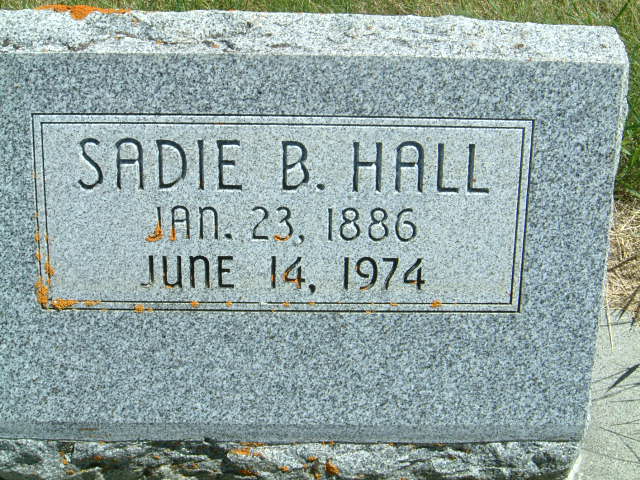 SADIE B. HALL
JAN. 23, 1886
JUNE 14, 1974